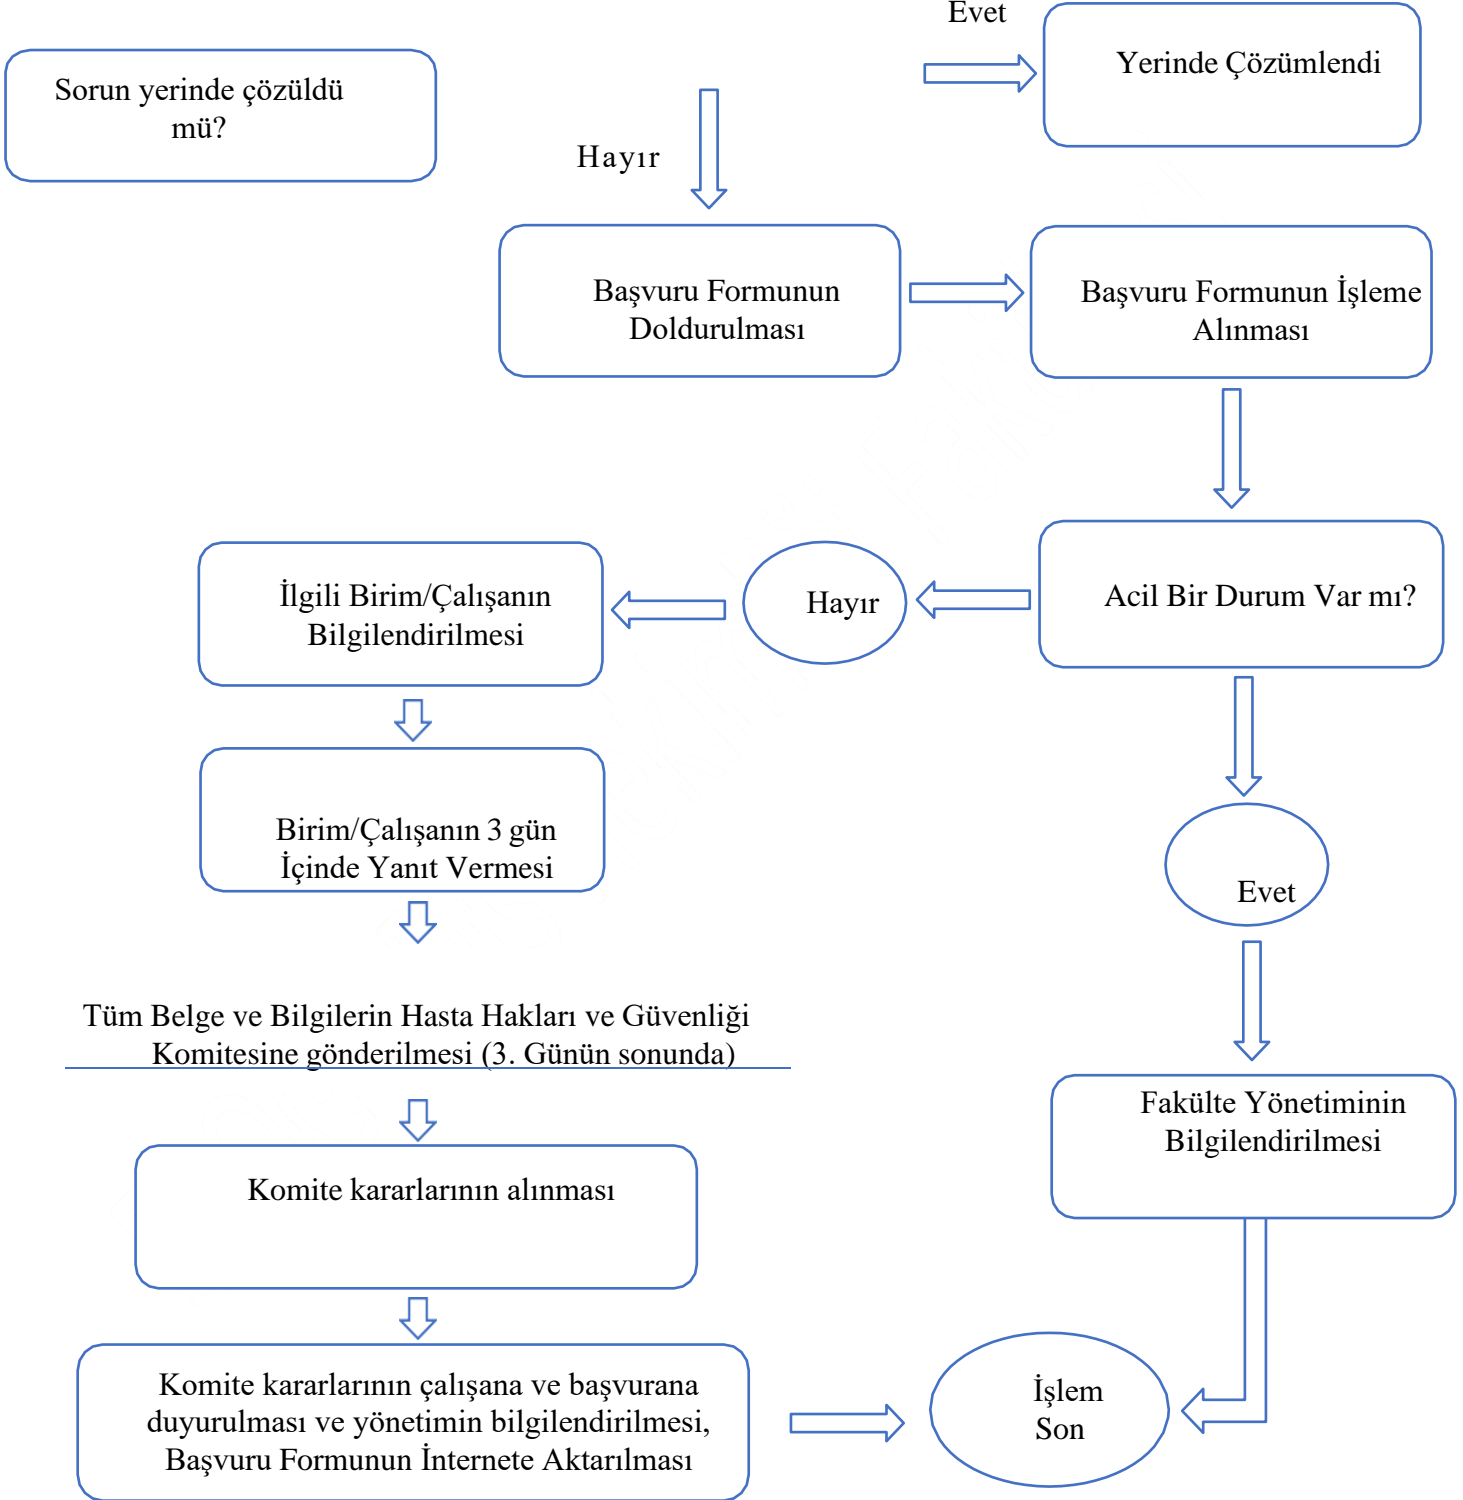 Evet
Yerinde Çözümlendi
Sorun yerinde çözüldü
mü?
Hayır
Başvuru Formunun
Doldurulması
Başvuru Formunun İşleme
Alınması
İlgili Birim/Çalışanın
Bilgilendirilmesi
Hayır
Acil Bir Durum Var mı?
Birim/Çalışanın 3 gün
İçinde Yanıt Vermesi
Evet
Tüm Belge ve Bilgilerin Hasta Hakları ve Güvenliği
Komitesine gönderilmesi (3. Günün sonunda)
Fakülte Yönetiminin
Bilgilendirilmesi
Komite kararlarının alınması
Komite kararlarının çalışana ve başvurana
duyurulması ve yönetimin bilgilendirilmesi,
Başvuru Formunun İnternete Aktarılması
İşlem
Son